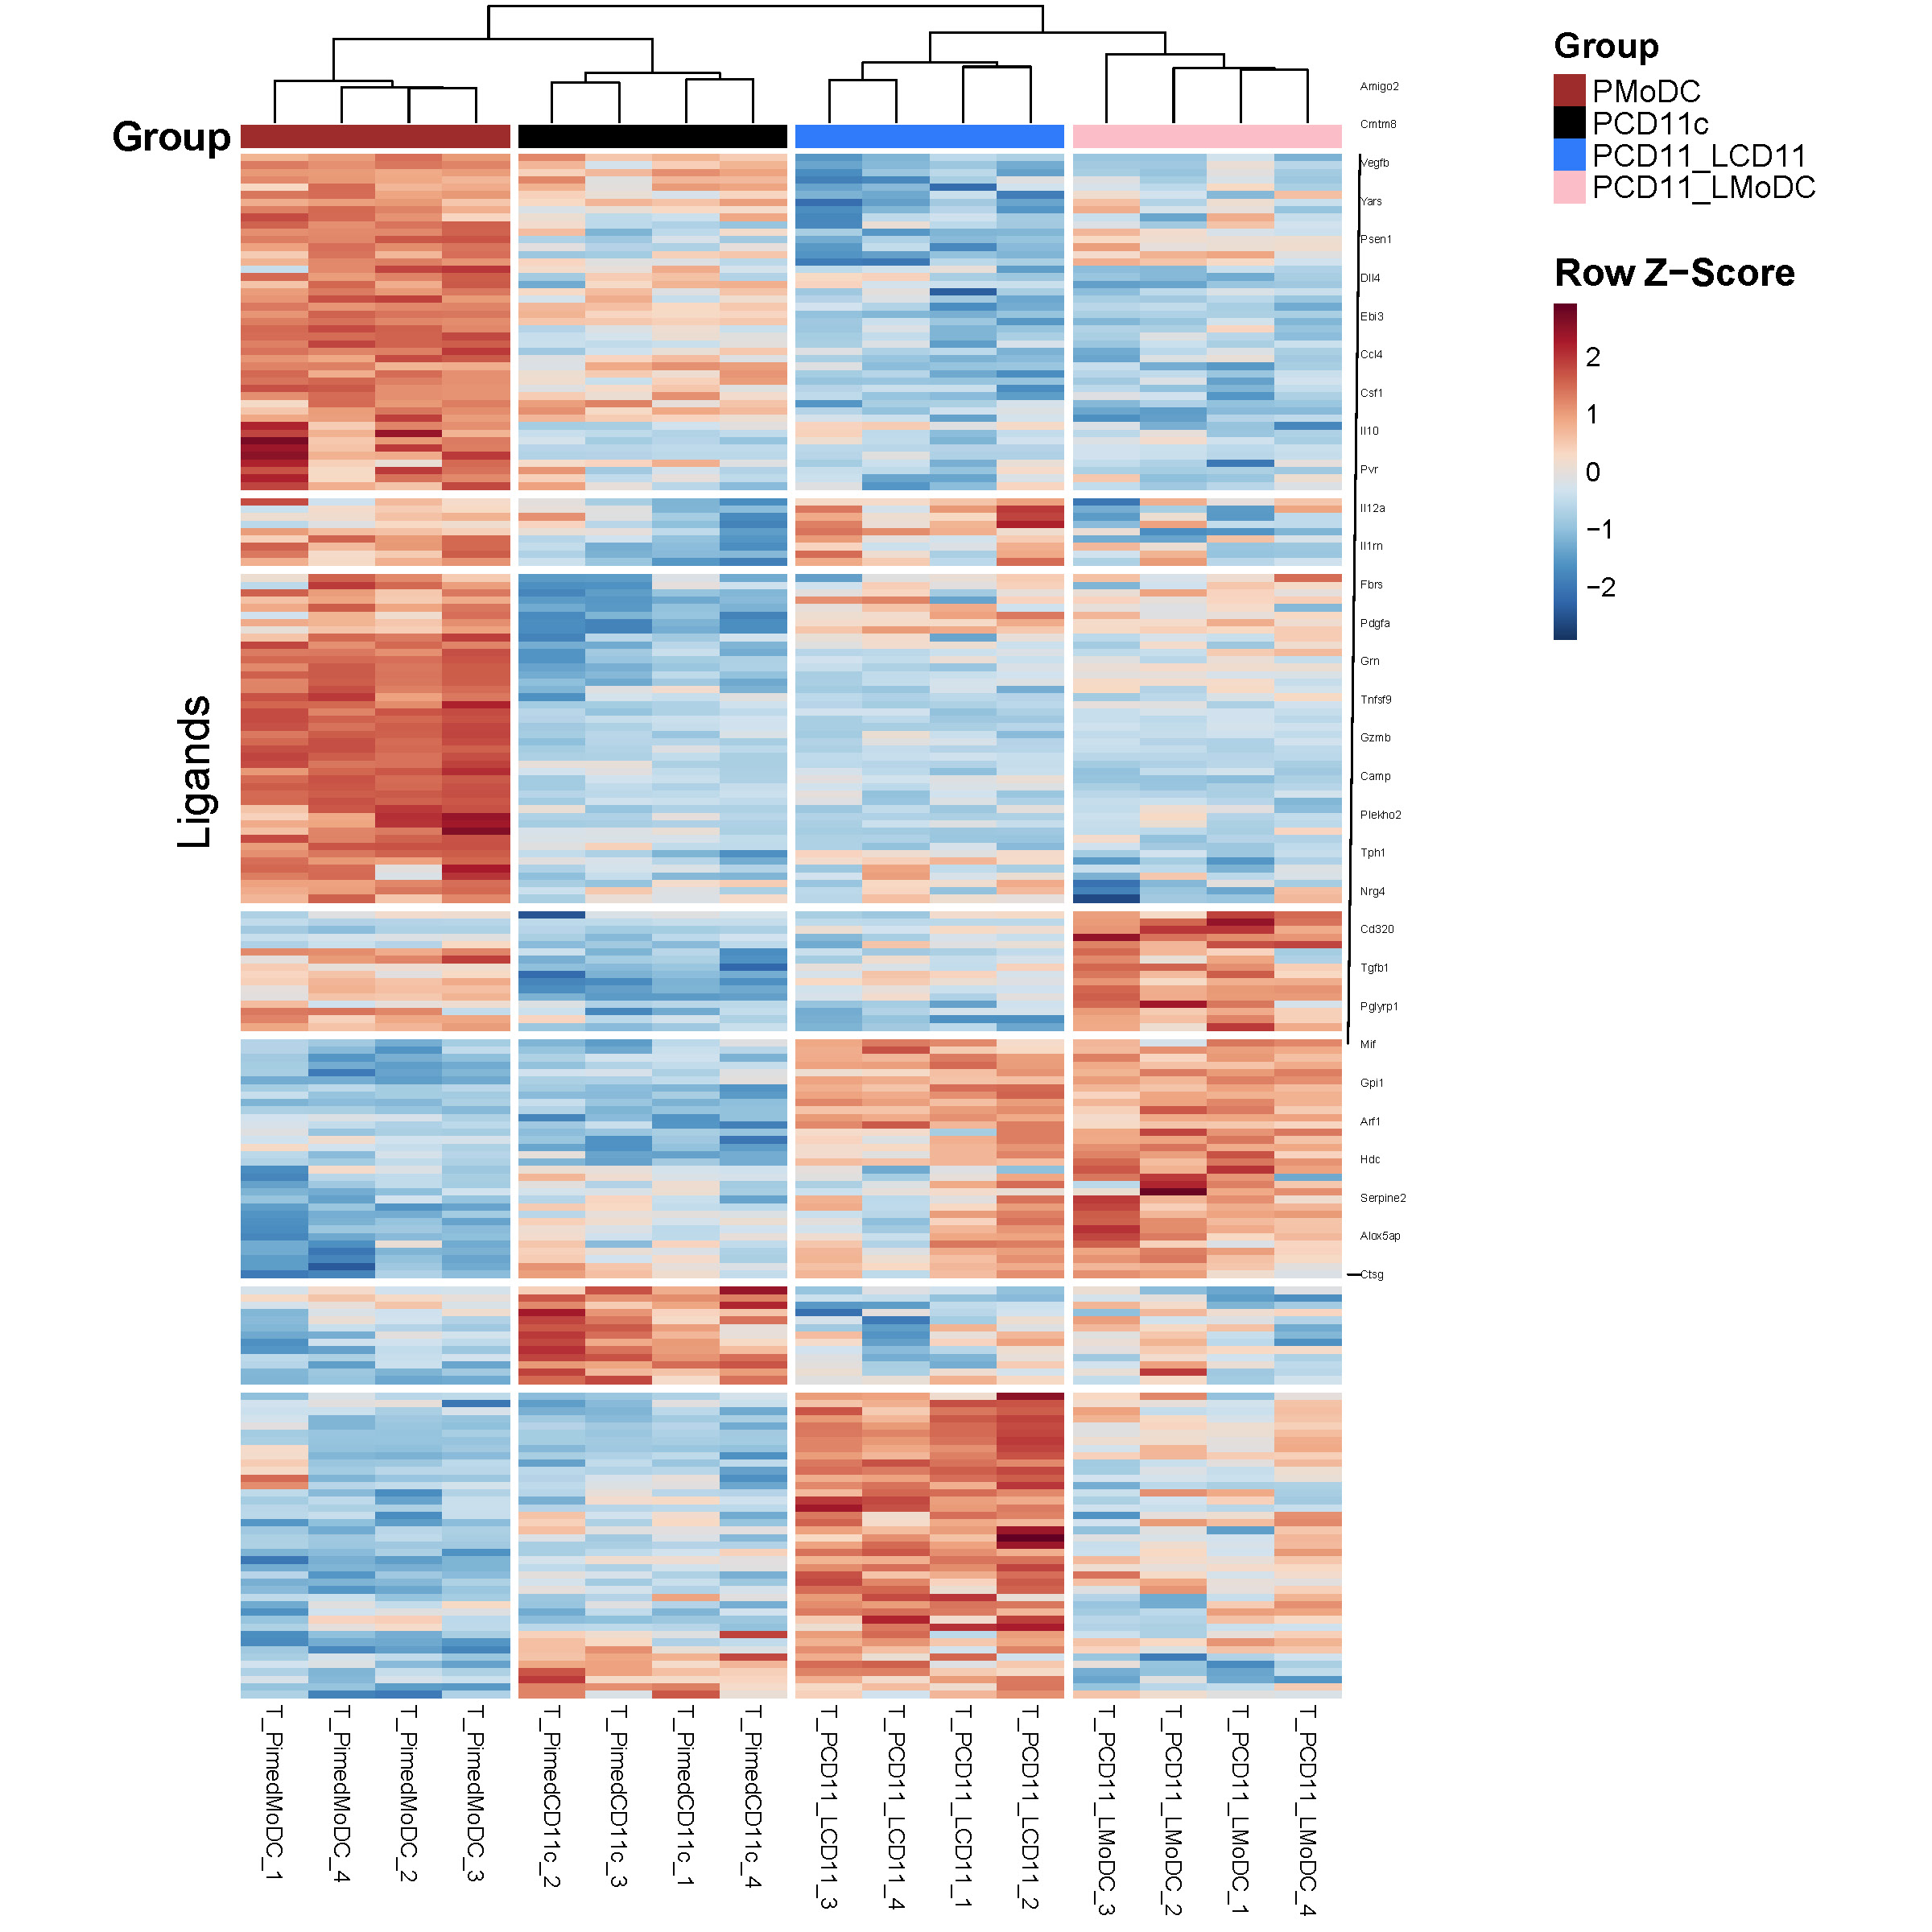 Group
PMoDC
PCD11c
PCD11_LCD11
PCD11_LMoDC
Row Z−Score
2
1
0
−1
−2
Group
Ligands
Amigo2
Cmtm8
Vegfb
Yars
Psen1
Dll4
Ebi3
Ccl4
Csf1
Il10
Pvr
Il12a
Il1rn
Fbrs
Pdgfa
Grn
Tnfsf9
Gzmb
Camp
Plekho2
Tph1
Nrg4
Cd320
Tgfb1
Pglyrp1
Mif
Gpi1
Arf1
Hdc
Serpine2
Alox5ap
Ctsg
T_PimedMoDC_1
T_PimedMoDC_4
T_PimedMoDC_2
T_PimedMoDC_3
T_PimedCD11c_2
T_PimedCD11c_3
T_PimedCD11c_1
T_PimedCD11c_4
T_PCD11_LCD11_3
T_PCD11_LCD11_4
T_PCD11_LCD11_1
T_PCD11_LCD11_2
T_PCD11_LMoDC_3
T_PCD11_LMoDC_2
T_PCD11_LMoDC_1
T_PCD11_LMoDC_4